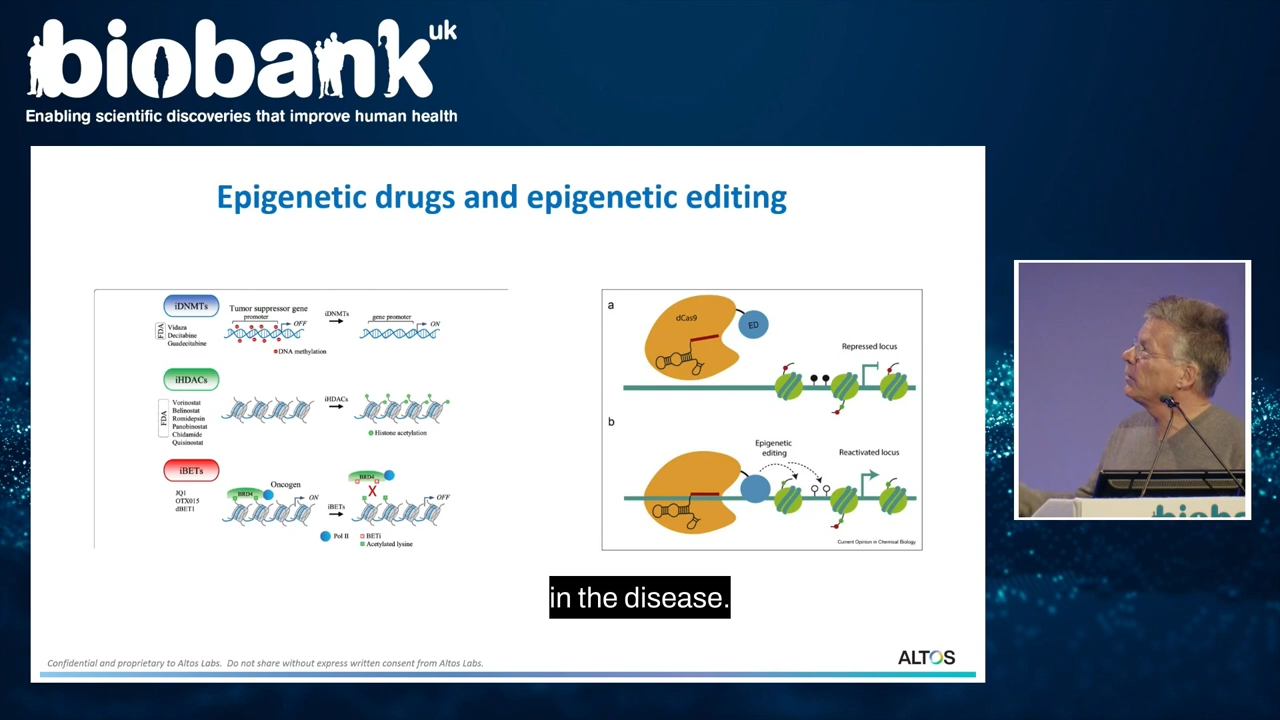 biobank uk
Enabling scientific discoveries that improve human health
Epigenetic drugs and epigenetic editing
iDNMTs
FDA
Vidaza
Decitabine
Guadecitabine
Tumor suppressor gene
promoter
OFF
iDNMTs
gene promoter
ON
DNA methylation
iHDACs
FDA
Vorinostat
Belinostat
Romidepsin
Panobinostat
Chidamide
Quisinostat
iHDACs
Histone acetylation
iBETs
JQ1
OTX015
dBET1
BRD4
Oncogen
ON
iBETs
BRD4
X
OFF
Pol II
BETi
Acetylated lysine
a
dCas9
ED
Repressed locus
b
Epigenetic
editing
Reactivated locus
Current Opinion in Chemical Biology
in the disease.
Confidential and proprietary to Altos Labs. Do not share without express written consent from Altos Labs.
ALTOS
bioba